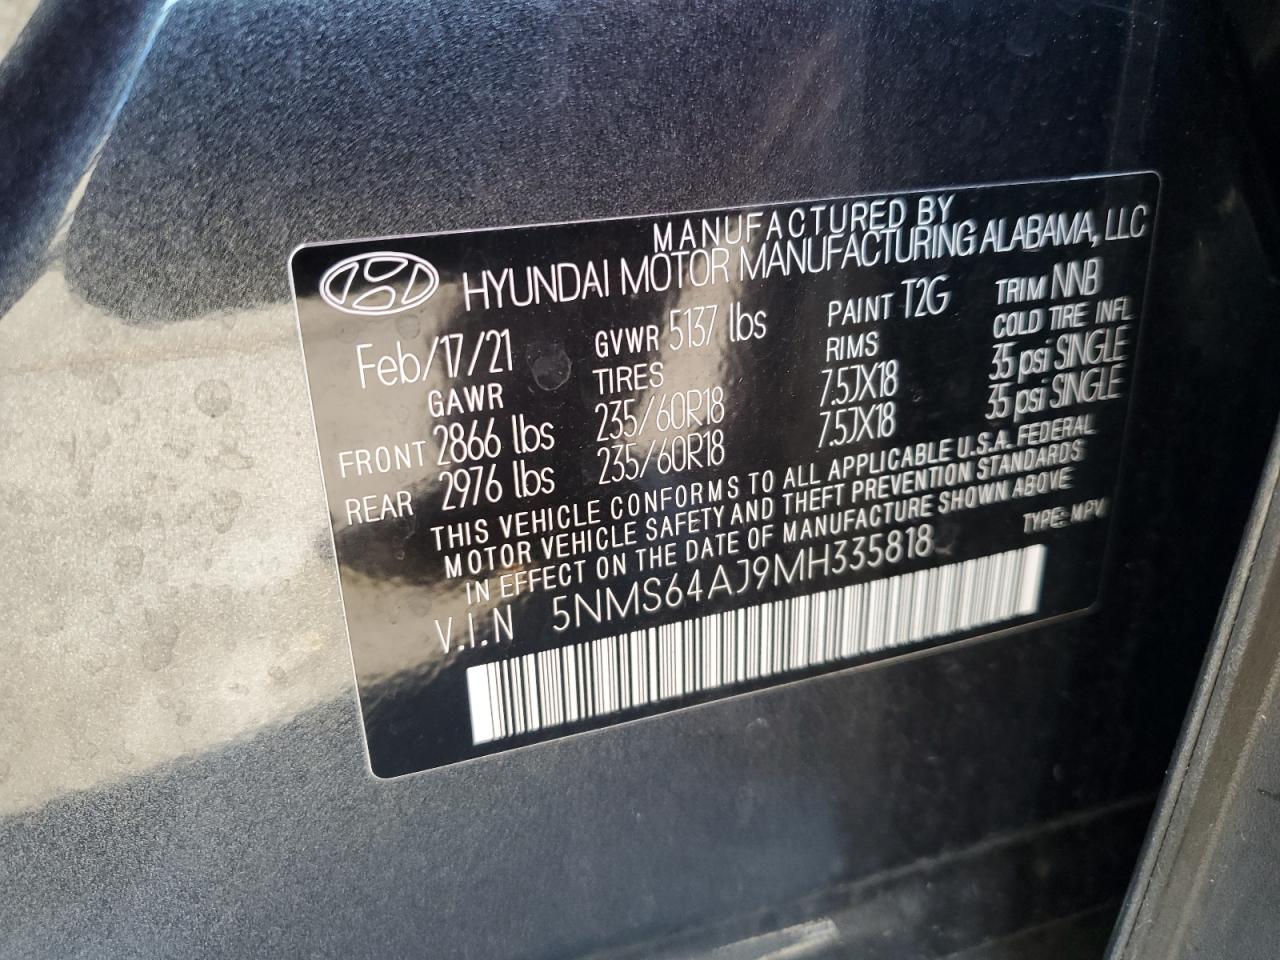 MANUFACTURED BY
HYUNDAI MOTOR MANUFACTURING ALABAMA, LLC
Feb/17/21 GVWR 5137 lbs PAINT T2G TRIM NNB
GAWR TIRES RIMS COLD TIRE INFL
FRONT 2866 lbs 235/60R18 7.5JX18 35 psi SINGLE
REAR 2976 lbs 235/60R18 7.5JX18 35 psi SINGLE
THIS VEHICLE CONFORMS TO ALL APPLICABLE U.S.A. FEDERAL
MOTOR VEHICLE SAFETY AND THEFT PREVENTION STANDARDS
IN EFFECT ON THE DATE OF MANUFACTURE SHOWN ABOVE
V.I.N 5NMS64AJ9MH335818 TYPE: MPV